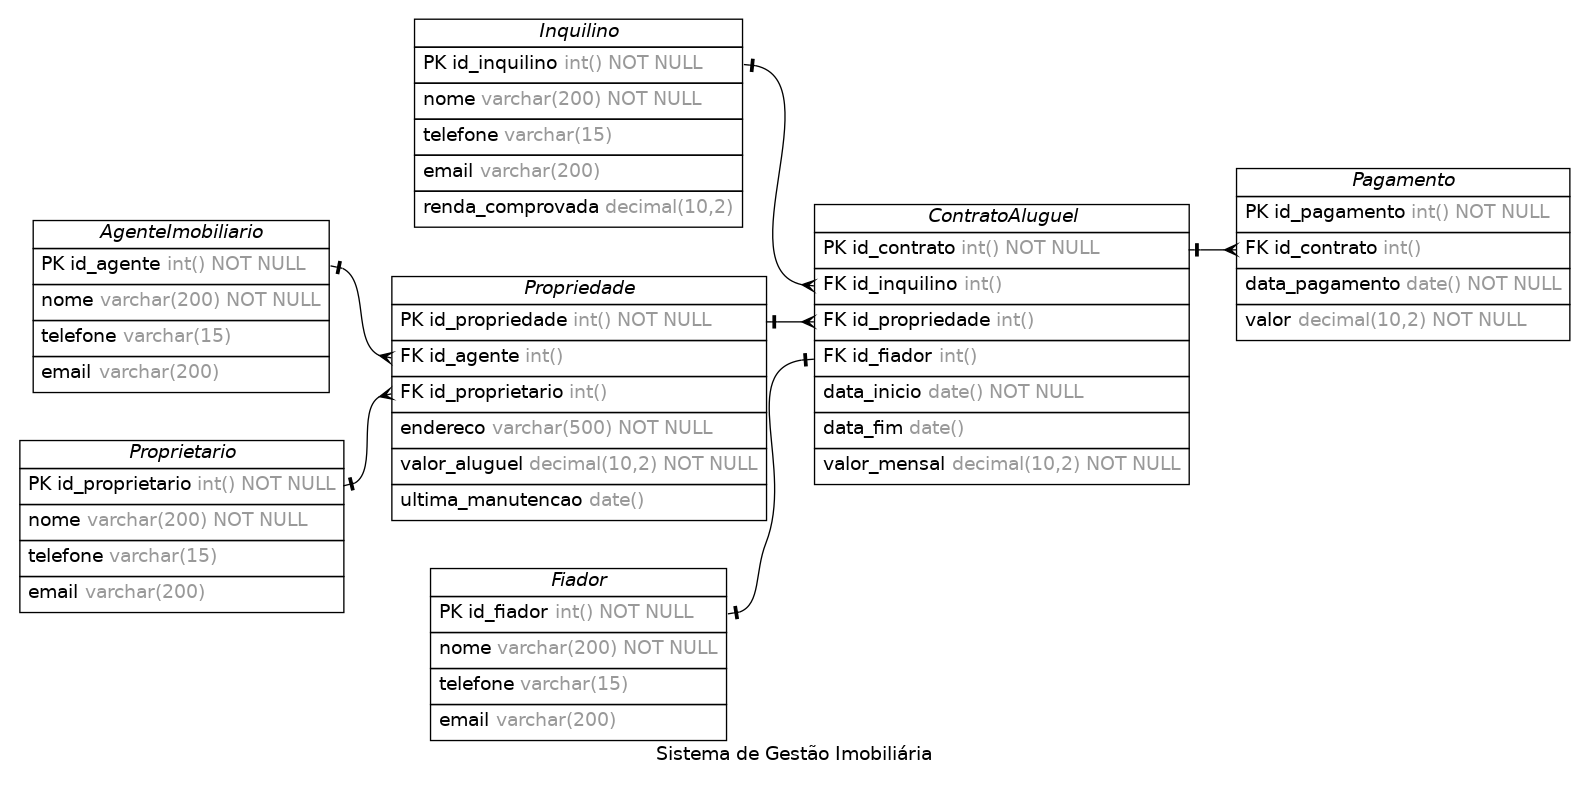 Inquilino
PK id_inquilino int() NOT NULL
nome varchar(200) NOT NULL
telefone varchar(15)
email varchar(200)
renda_comprovada decimal(10,2)
AgenteImobiliario
PK id_agente int() NOT NULL
nome varchar(200) NOT NULL
telefone varchar(15)
email varchar(200)
Proprietario
PK id_proprietario int() NOT NULL
nome varchar(200) NOT NULL
telefone varchar(15)
email varchar(200)
Propriedade
PK id_propriedade int() NOT NULL
FK id_agente int()
FK id_proprietario int()
endereco varchar(500) NOT NULL
valor_aluguel decimal(10,2) NOT NULL
ultima_manutencao date()
Fiador
PK id_fiador int() NOT NULL
nome varchar(200) NOT NULL
telefone varchar(15)
email varchar(200)
ContratoAluguel
PK id_contrato int() NOT NULL
FK id_inquilino int()
FK id_propriedade int()
FK id_fiador int()
data_inicio date() NOT NULL
data_fim date()
valor_mensal decimal(10,2) NOT NULL
Pagamento
PK id_pagamento int() NOT NULL
FK id_contrato int()
data_pagamento date() NOT NULL
valor decimal(10,2) NOT NULL
Sistema de Gestão Imobiliária